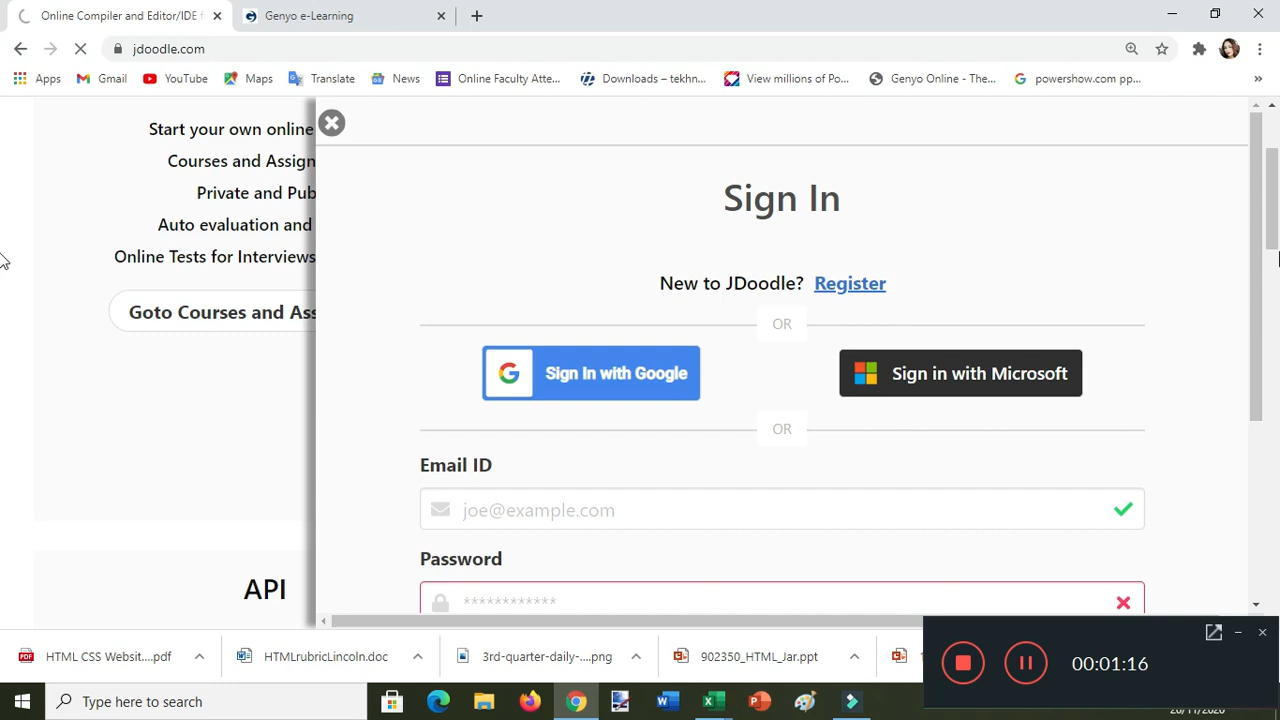 Online Compiler and Editor/IDE f
Genyo e-Learning
jdoodle.com
Apps
Gmail
YouTube
Maps
Translate
News
Online Faculty Atte...
Downloads – tekhn...
View millions of Po...
Genyo Online - The...
powershow.com pp...
»
Start your own online
Courses and Assign
Private and Pub
Auto evaluation and
Online Tests for Interviews
Goto Courses and Ass
API
Sign In
New to JDoodle? Register
OR
Sign In with Google
Sign in with Microsoft
OR
Email ID
joe@example.com
Password
************
HTML CSS Websit....pdf
HTMLrubricLincoln.doc
3rd-quarter-daily-....png
902350_HTML_Jar.ppt
00:01:16
Type here to search